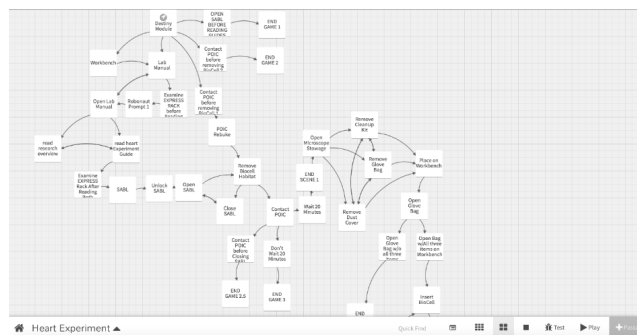 Destiny
Module
OPEN
SABL
BEFORE
READING
END
GAME 1
Workbench
Lab
Manual
Contact
POIC
before
removing
END
GAME 2
Open Lab
Manual
Robonaut
Prompt 1
Examine
EXPRESS
RACK before
Contact
POIC
before
removing
POIC
Rebuke
read
research
overview
read heart
Experiment
Guide
Examine
EXPRESS
Rack After
Reading
SABL
Unlock
SABL
Open
SABL
Remove
Biocell
Habitat
Close
SABL
Contact
POIC
Wait 20
Minutes
END
SCENE 1
Open
Microscope
Stowage
Remove
CleanUp
Kit
Remove
Glove
Bag
Place on
Workbench
Remove
Dust
Cover
Open
Glove
Bag
Open
Glove
Bag w/o
all three
Open Bag
w/All three
items on
Workbench
Contact
POIC
before
Closing
Don't
Wait 20
Minutes
END
GAME 2.5
END
GAME 3
Insert
BioCell
END
Heart Experiment
Quick Find
Test
Play